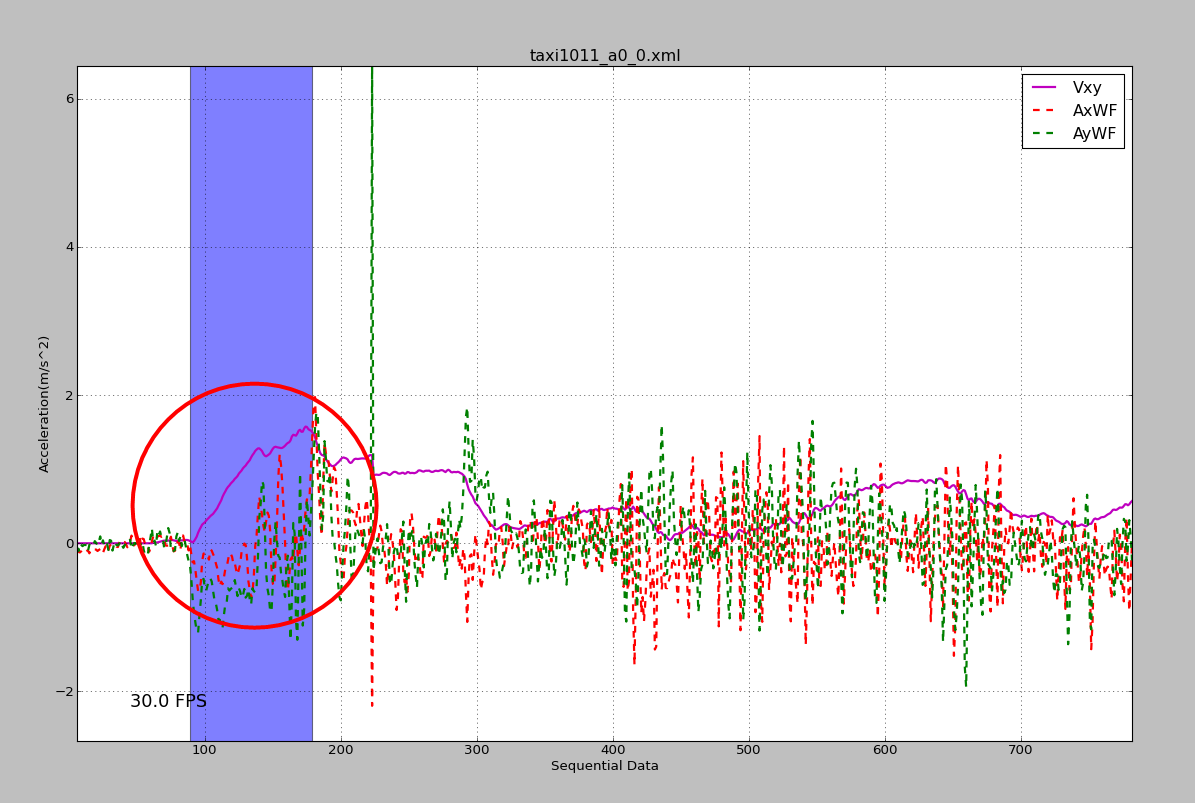 taxi1011_a0_0.xml
Vxy
AxWF
AyWF
6
4
2
0
−2
Acceleration(m/s^2)
30.0 FPS
100 200 300 400 500 600 700
Sequential Data